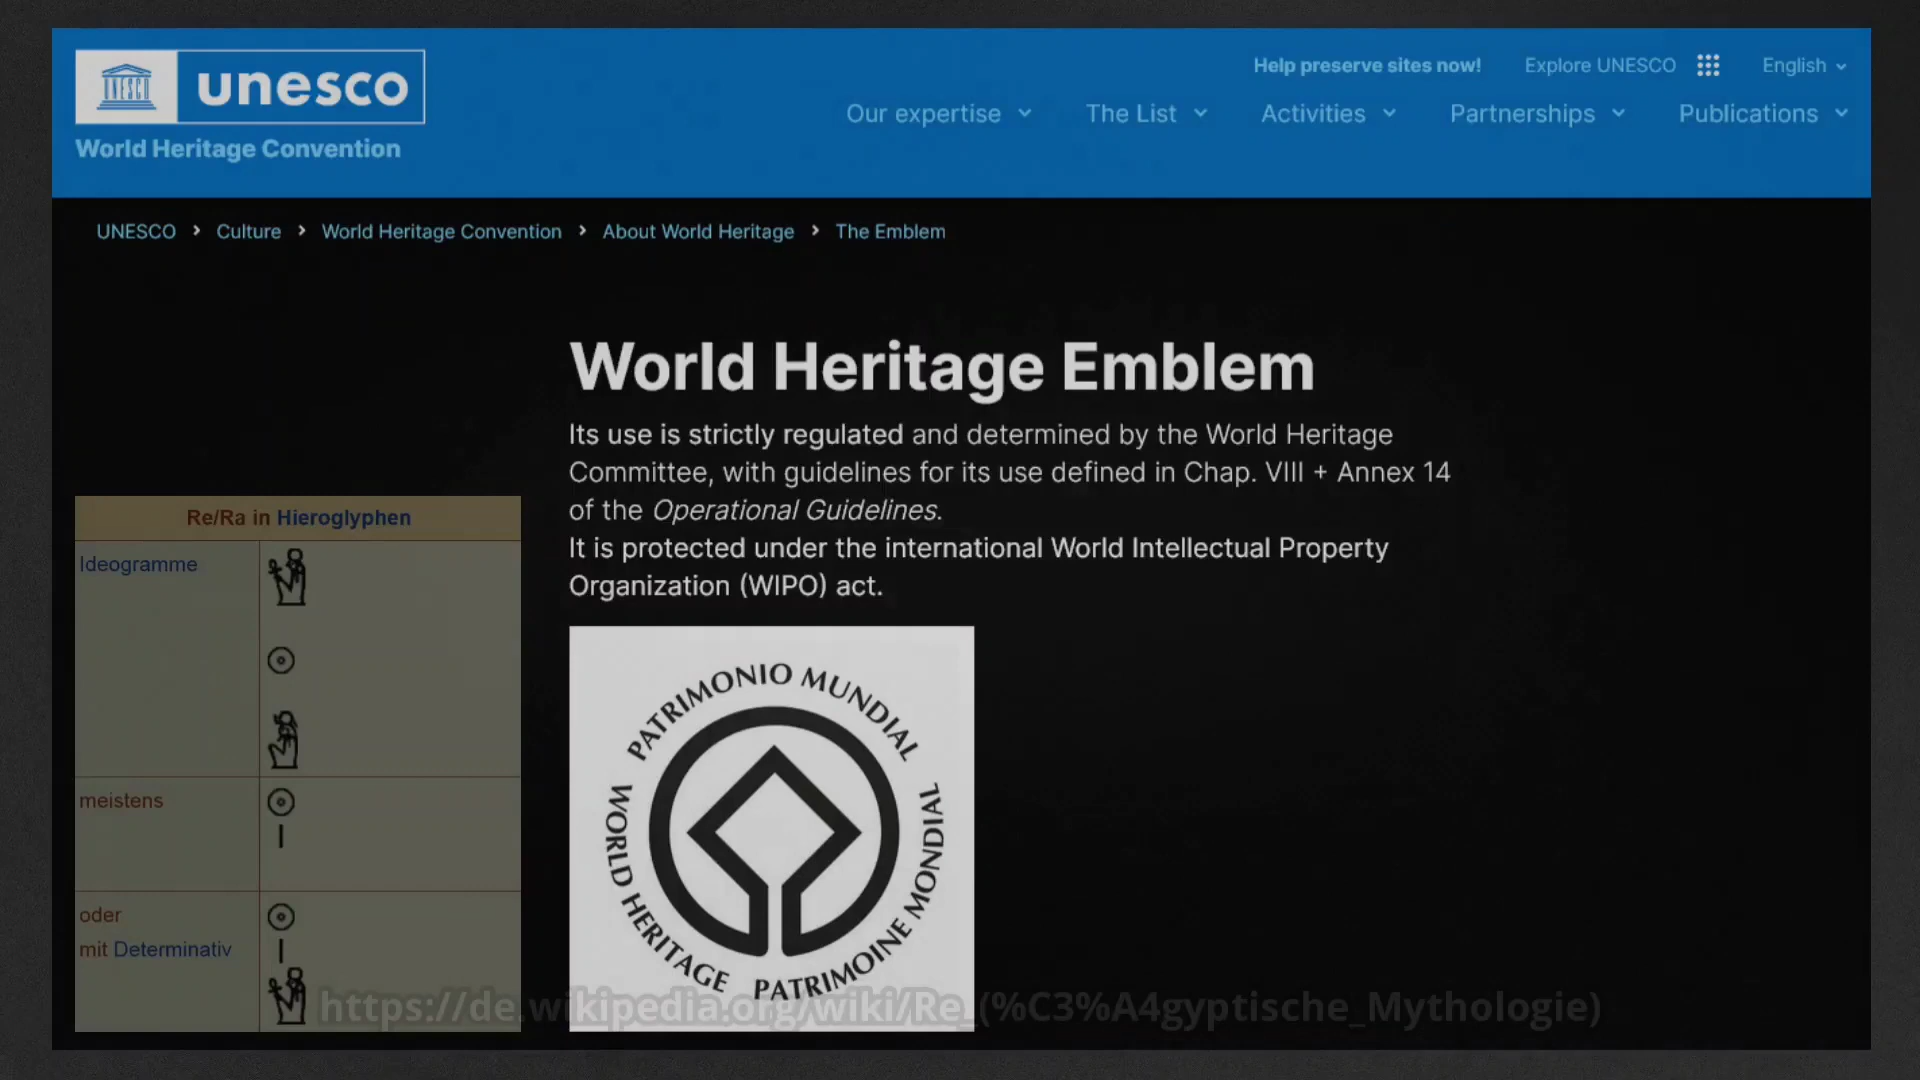 UNESCO
unesco
World Heritage Convention
Help preserve sites now!
Explore UNESCO
English
Our expertise
The List
Activities
Partnerships
Publications
UNESCO > Culture > World Heritage Convention > About World Heritage > The Emblem
World Heritage Emblem
Its use is strictly regulated and determined by the World Heritage
Committee, with guidelines for its use defined in Chap. VIII + Annex 14
of the Operational Guidelines.
It is protected under the international World Intellectual Property
Organization (WIPO) act.
Re/Ra in Hieroglyphen
Ideogramme
meistens
oder
mit Determinativ
PATRIMONIO MUNDIAL
WORLD HERITAGE
PATRIMOINE MONDIAL
https://de.wikipedia.org/wiki/Re_(%C3%A4gyptische_Mythologie)